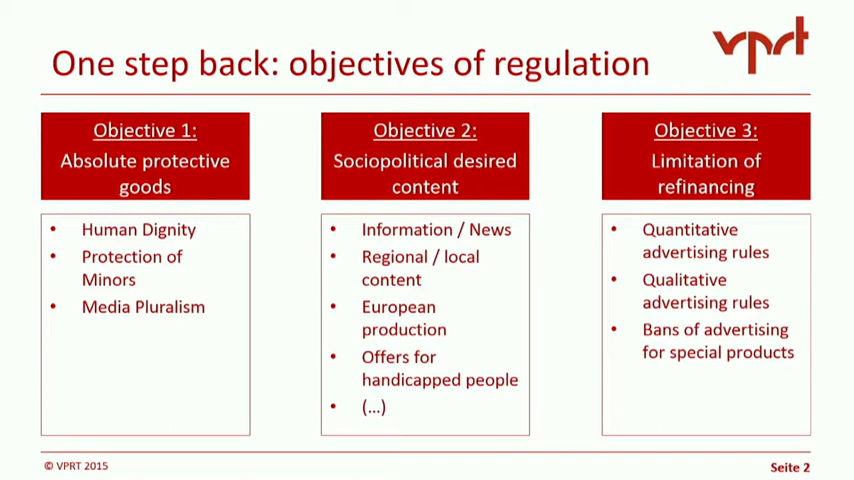 vprt
One step back: objectives of regulation
Objective 1:
Absolute protective
goods
• Human Dignity
• Protection of
Minors
• Media Pluralism
Objective 2:
Sociopolitical desired
content
• Information / News
• Regional / local
content
• European
production
• Offers for
handicapped people
• (...)
Objective 3:
Limitation of
refinancing
• Quantitative
advertising rules
• Qualitative
advertising rules
• Bans of advertising
for special products
© VPRT 2015
Seite 2